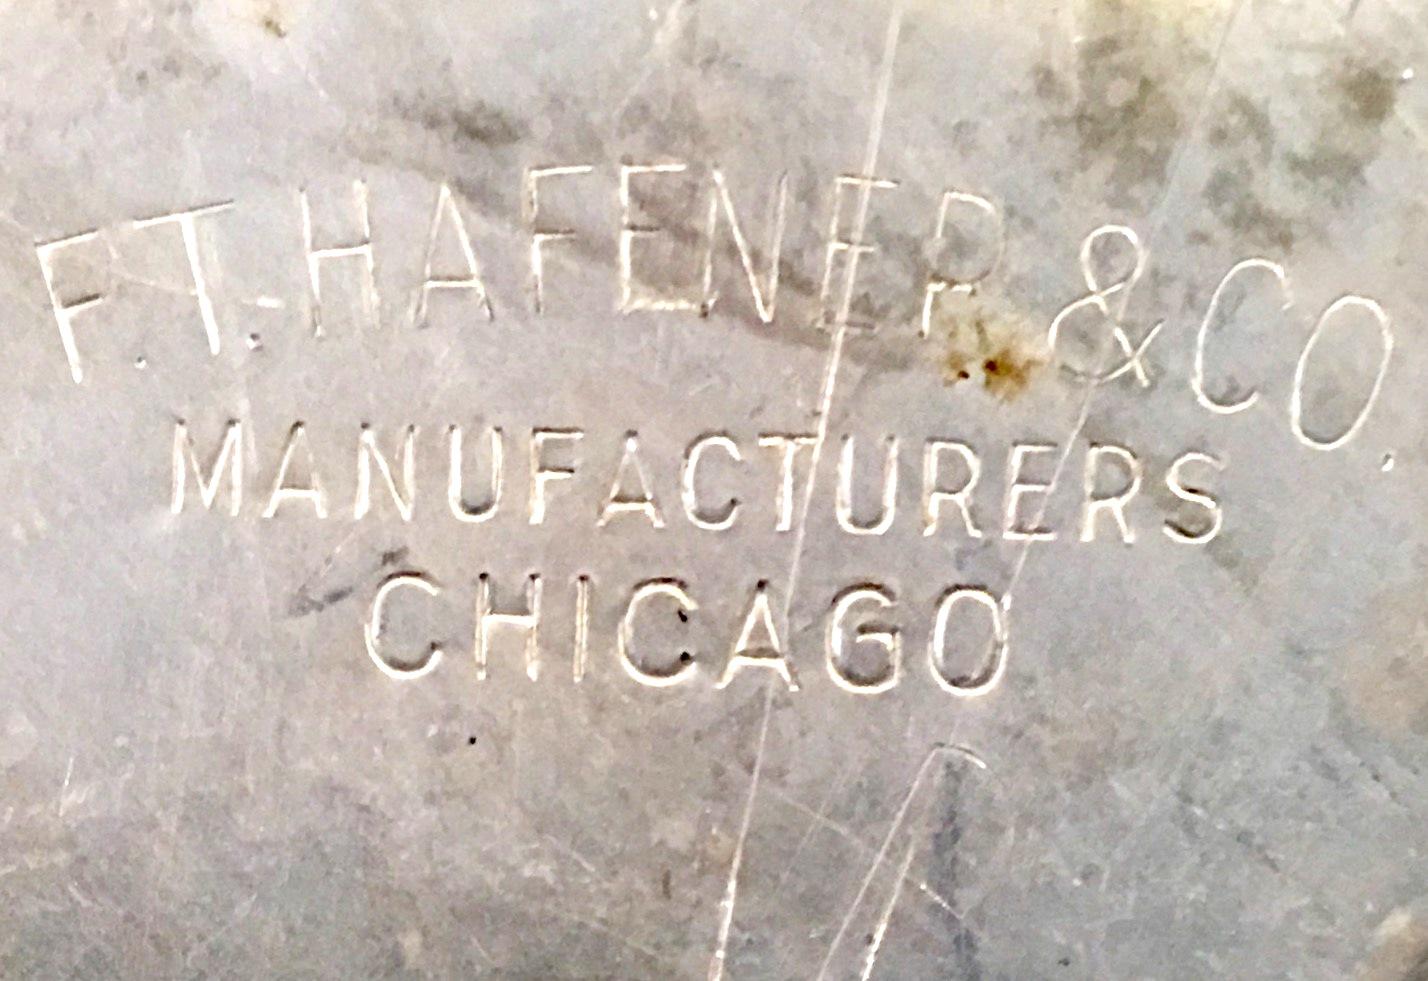 F.T. HAFENER & CO.
MANUFACTURERS
CHICAGO